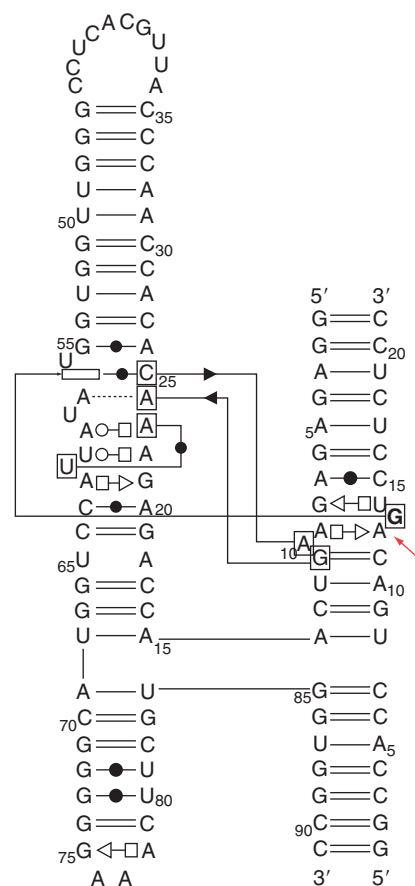 U C A C G U
C U
C A
G C 35
G C
G C
U A
50 U A
G C 30
G C
U A 5′ 3′
G C G C
55 G A G C 20
U C 25 A U
A A G C
U
A A 5 A U
U U A G C
A G A C 15
C A 20 G U G
C G A A A
U A 10 G C
65 G C U A 10
G C C G
U A 15 A U
A U 85 G C
70 C G G C
G C U A 5
G U G C
G U 80 G C
G C 90 C G
75 G A C G
A A 3′ 5′